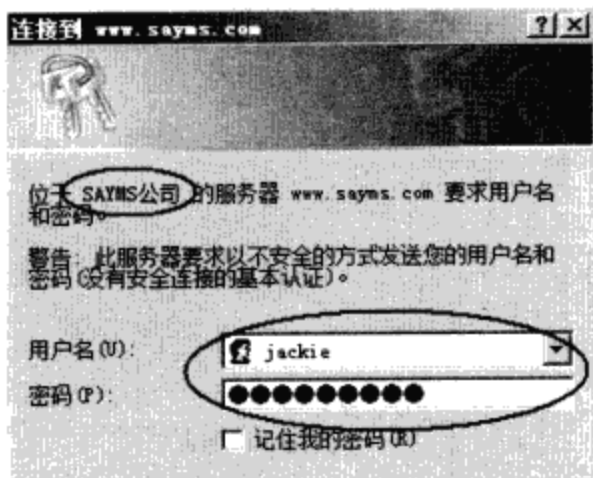 连接到 www.sayms.com
? ×
位于 SAYMS公司 的服务器 www.sayms.com 要求用户名
和密码。
警告: 此服务器要求以不安全的方式发送您的用户名和
密码(没有安全连接的基本认证)。
用户名(U): jackie
密码(P): ●●●●●●●●●
记住我的密码(R)